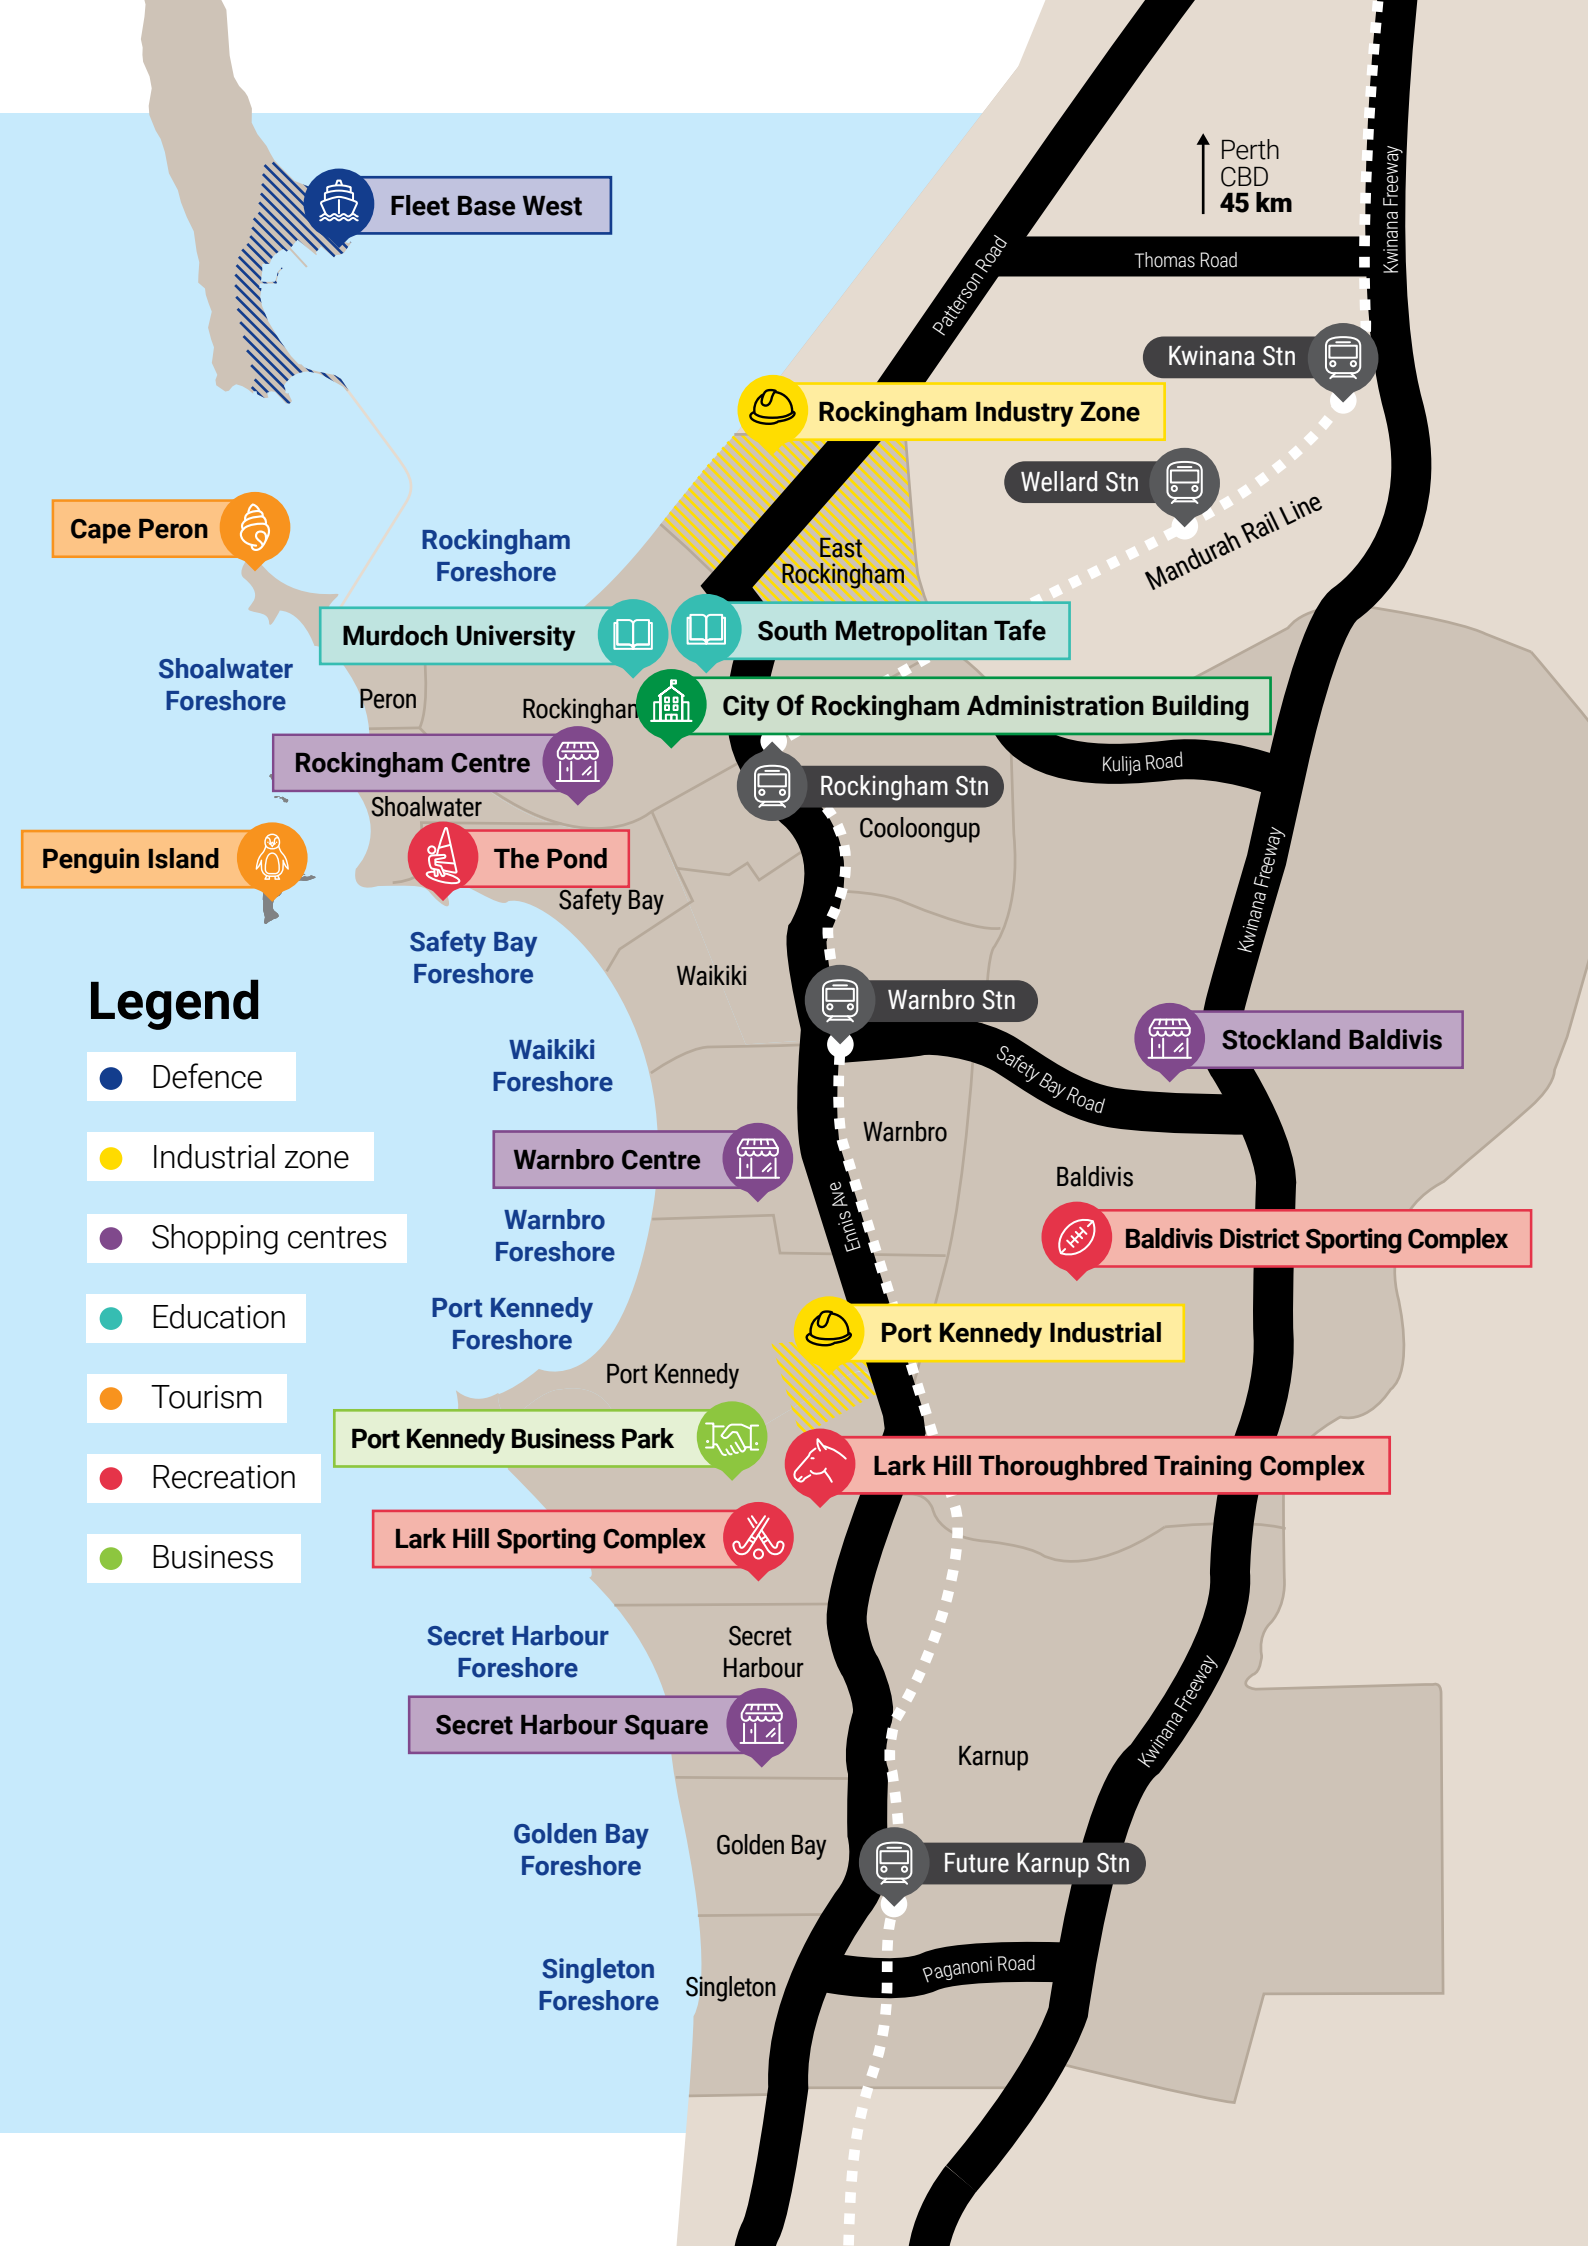 Perth
CBD
45 km
Kwinana Freeway
Fleet Base West
Thomas Road
Patterson Road
Kwinana Stn
Rockingham Industry Zone
Wellard Stn
Mandurah Rail Line
Cape Peron
Rockingham
Foreshore
East
Rockingham
Murdoch University
South Metropolitan Tafe
Shoalwater
Foreshore
Peron
Rockingham
City Of Rockingham Administration Building
Rockingham Centre
Kulija Road
Rockingham Stn
Shoalwater
Cooloongup
Penguin Island
The Pond
Safety Bay
Kwinana Freeway
Safety Bay
Foreshore
Waikiki
Warnbro Stn
Stockland Baldivis
Safety Bay Road
Waikiki
Foreshore
Warnbro
Warnbro Centre
Baldivis
Ennis Ave
Warnbro
Foreshore
Baldivis District Sporting Complex
Port Kennedy
Foreshore
Port Kennedy Industrial
Port Kennedy
Port Kennedy Business Park
Lark Hill Thoroughbred Training Complex
Lark Hill Sporting Complex
Secret Harbour
Foreshore
Secret
Harbour
Secret Harbour Square
Kwinana Freeway
Karnup
Golden Bay
Foreshore
Golden Bay
Future Karnup Stn
Paganoni Road
Singleton
Foreshore
Singleton
Legend
Defence
Industrial zone
Shopping centres
Education
Tourism
Recreation
Business